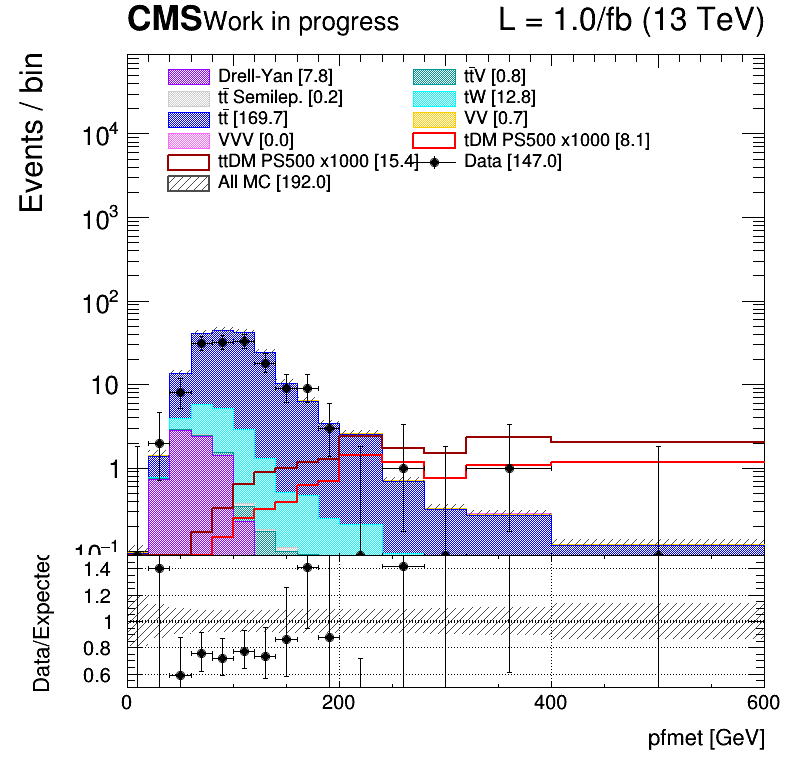 CMS Work in progress L = 1.0/fb (13 TeV)
Events / bin
Drell-Yan [7.8] tt̄V [0.8]
tt̄ Semilep. [0.2] tW [12.8]
tt̄ [169.7] VV [0.7]
VVV [0.0] tDM PS500 x1000 [8.1]
ttDM PS500 x1000 [15.4] Data [147.0]
All MC [192.0]
10⁴
10³
10²
10
1
10⁻¹
Data/Expected
1.4
1.2
1
0.8
0.6
0 200 400 600
pfmet [GeV]